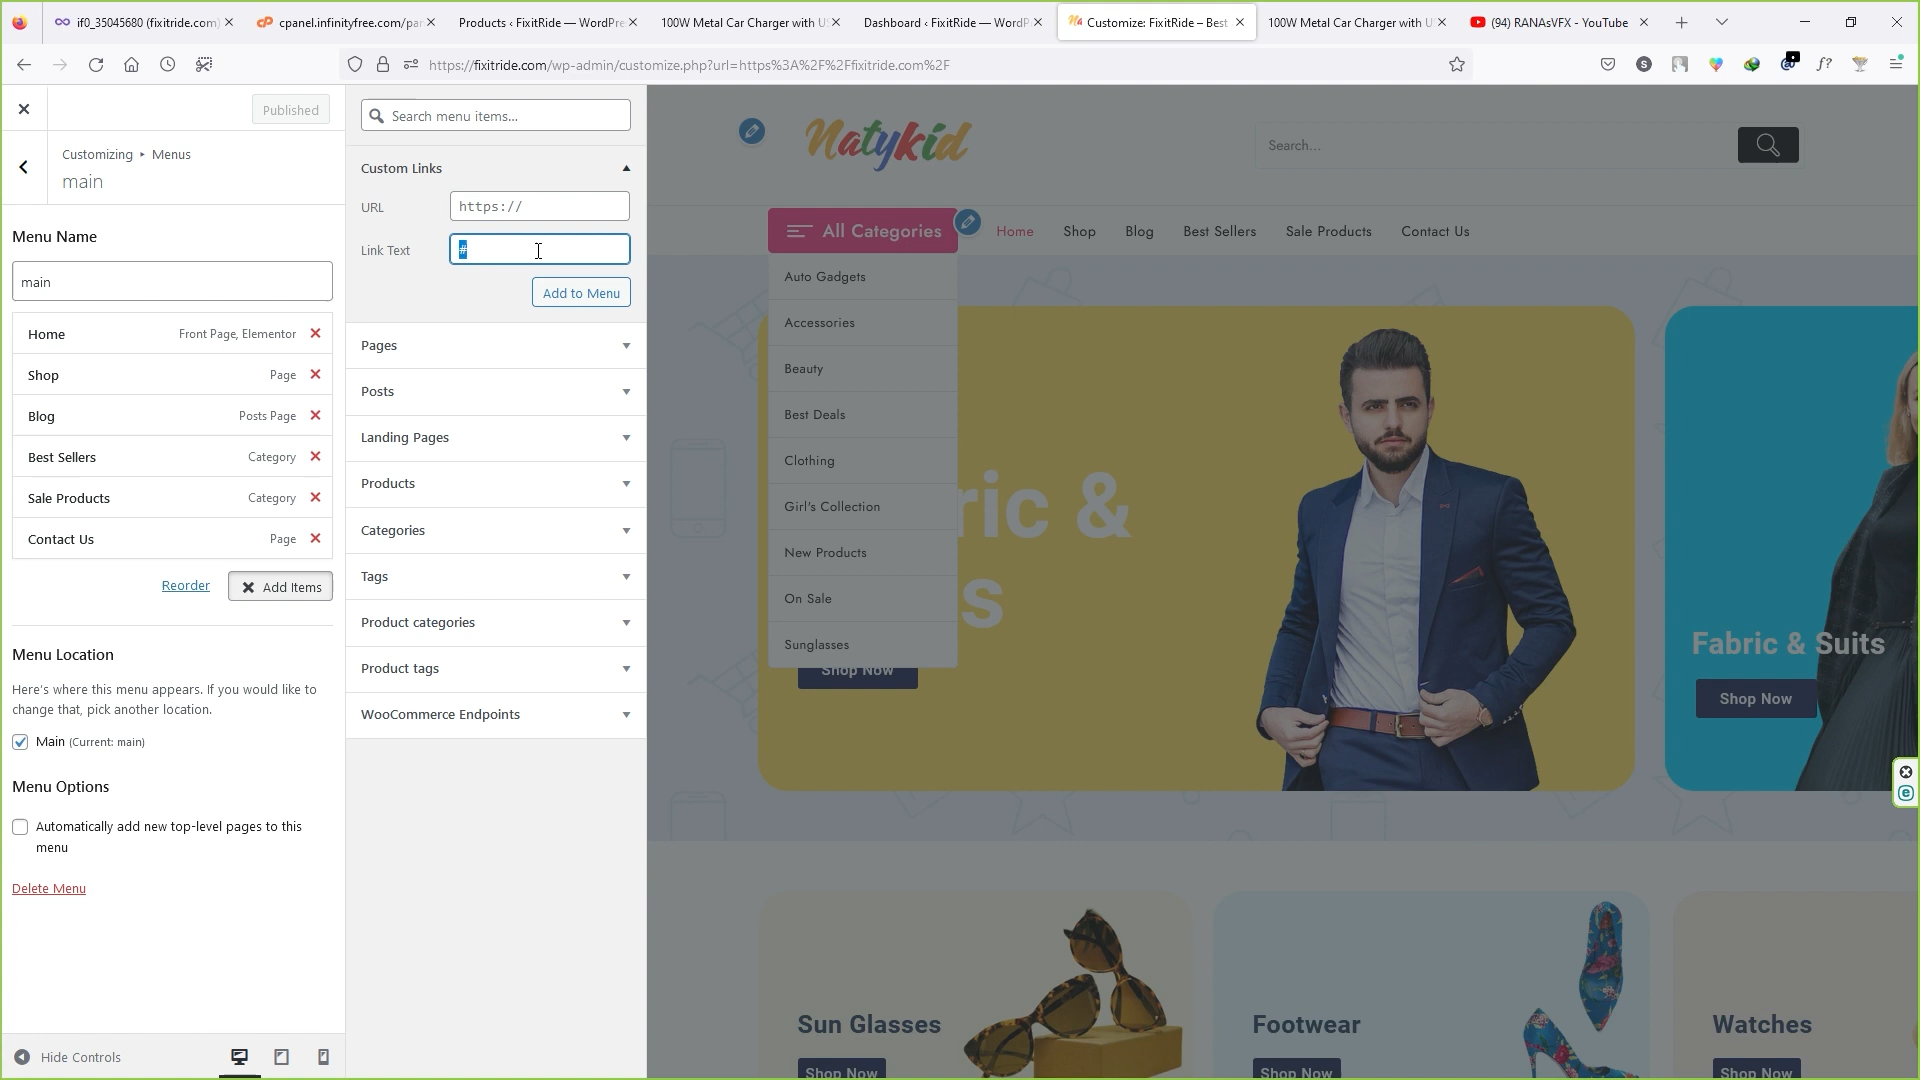 if0_35045680 (fixitride.com)
cpanel.infinityfree.com/pan
Products ‹ FixitRide — WordPre
100W Metal Car Charger with U
Dashboard ‹ FixitRide — WordP
Customize: FixitRide – Best
100W Metal Car Charger with U
(94) RANAsVFX - YouTube
https://fixitride.com/wp-admin/customize.php?url=https%3A%2F%2Ffixitride.com%2F
Published
Customizing ▸ Menus
main
Menu Name
main
Home Front Page, Elementor
Shop Page
Blog Posts Page
Best Sellers Category
Sale Products Category
Contact Us Page
Reorder
Add Items
Menu Location
Here's where this menu appears. If you would like to
change that, pick another location.
Main (Current: main)
Menu Options
Automatically add new top-level pages to this
menu
Delete Menu
Hide Controls
Search menu items...
Custom Links
URL https://
Link Text #
Add to Menu
Pages
Posts
Landing Pages
Products
Categories
Tags
Product categories
Product tags
WooCommerce Endpoints
Natykid
Search...
All Categories
Home Shop Blog Best Sellers Sale Products Contact Us
Auto Gadgets
Accessories
Beauty
Best Deals
Clothing
Girl's Collection
New Products
On Sale
Sunglasses
ric &
s
Shop Now
Fabric & Suits
Shop Now
Sun Glasses
Shop Now
Footwear
Shop Now
Watches
Shop Now